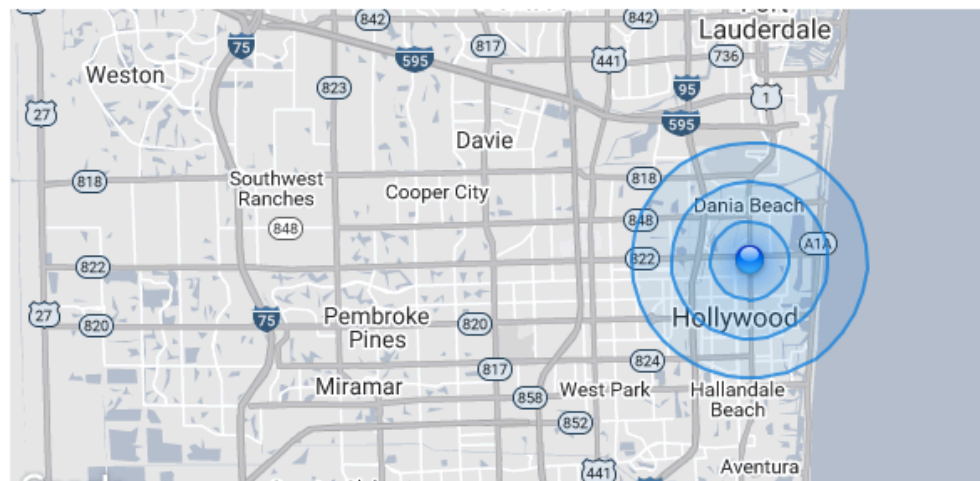 842
842
Fort
Lauderdale
75
817
595
441
736
Weston
823
95
1
27
595
Davie
818
Southwest
Ranches
Cooper City
818
Dania Beach
848
848
A1A
822
822
27
820
75
Pembroke
Pines
820
Hollywood
824
817
Miramar
858
West Park
Hallandale
Beach
852
441
Aventura